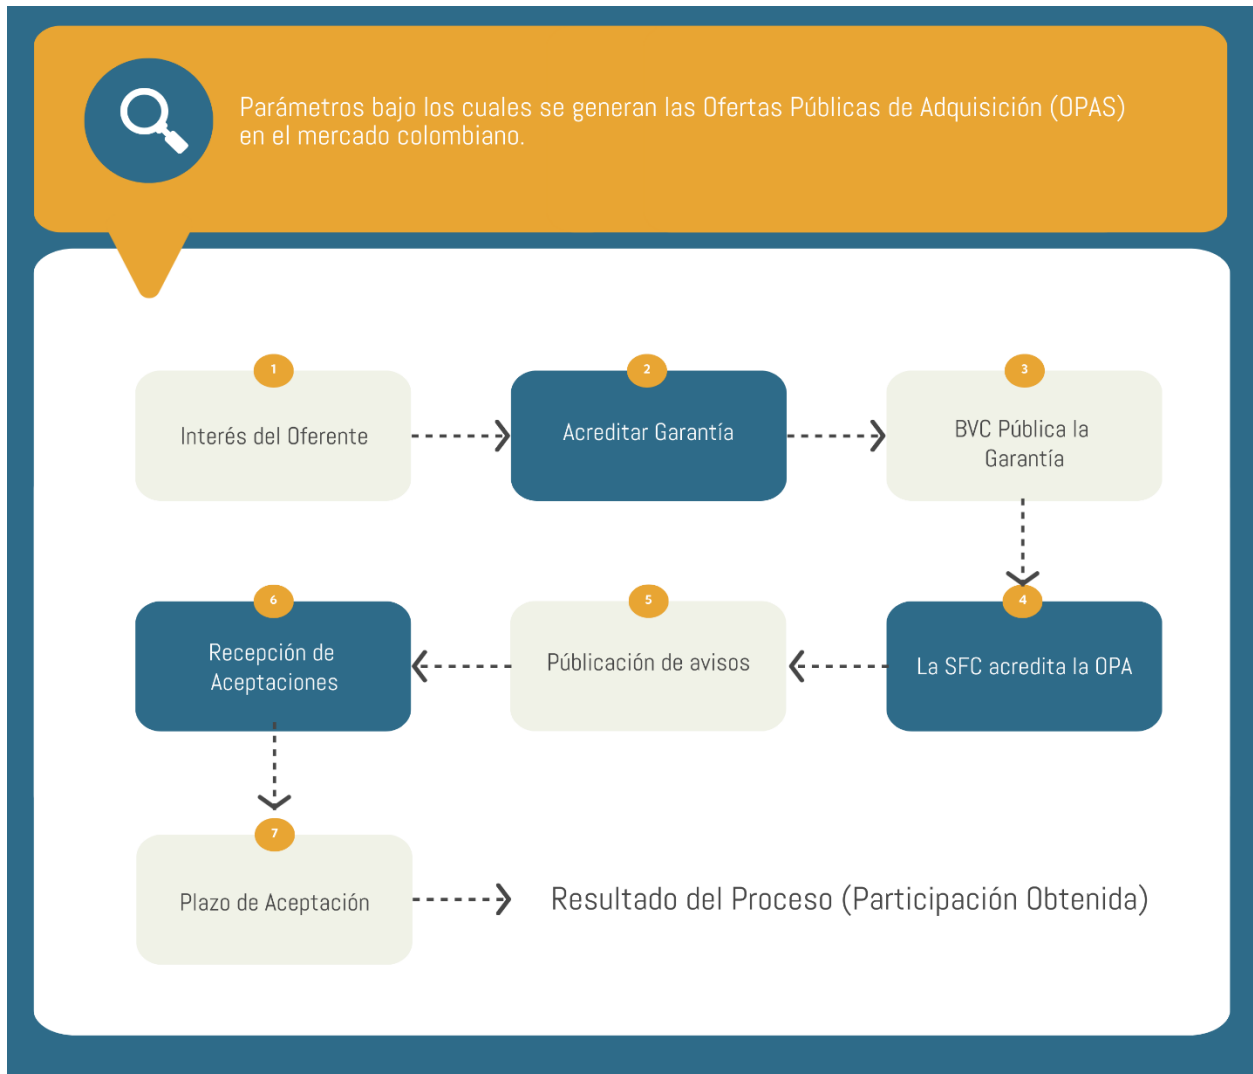 Parámetros bajo los cuales se generan las Ofertas Públicas de Adquisición (OPAS)
en el mercado colombiano.
1
Interés del Oferente
2
Acreditar Garantía
3
BVC Pública la
Garantía
4
La SFC acredita la OPA
5
Públicación de avisos
6
Recepción de
Aceptaciones
7
Plazo de Aceptación
Resultado del Proceso (Participación Obtenida)